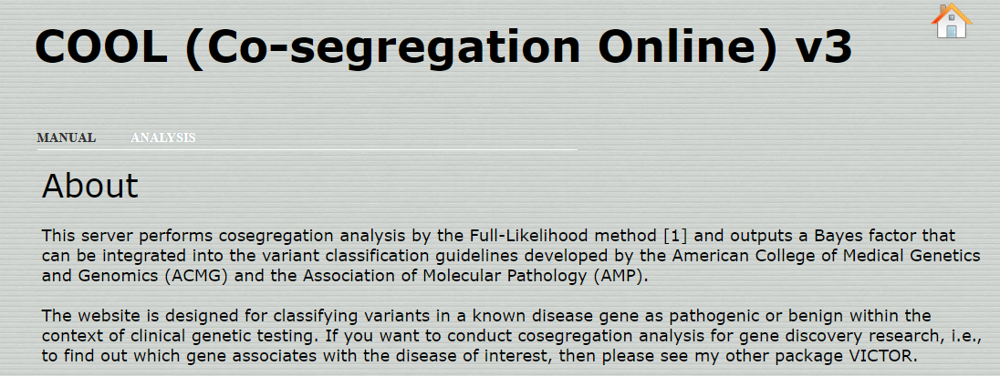 COOL (Co-segregation Online) v3
MANUAL ANALYSIS
About
This server performs cosegregation analysis by the Full-Likelihood method [1] and outputs a Bayes factor that
can be integrated into the variant classification guidelines developed by the American College of Medical Genetics
and Genomics (ACMG) and the Association of Molecular Pathology (AMP).
The website is designed for classifying variants in a known disease gene as pathogenic or benign within the
context of clinical genetic testing. If you want to conduct cosegregation analysis for gene discovery research, i.e.,
to find out which gene associates with the disease of interest, then please see my other package VICTOR.